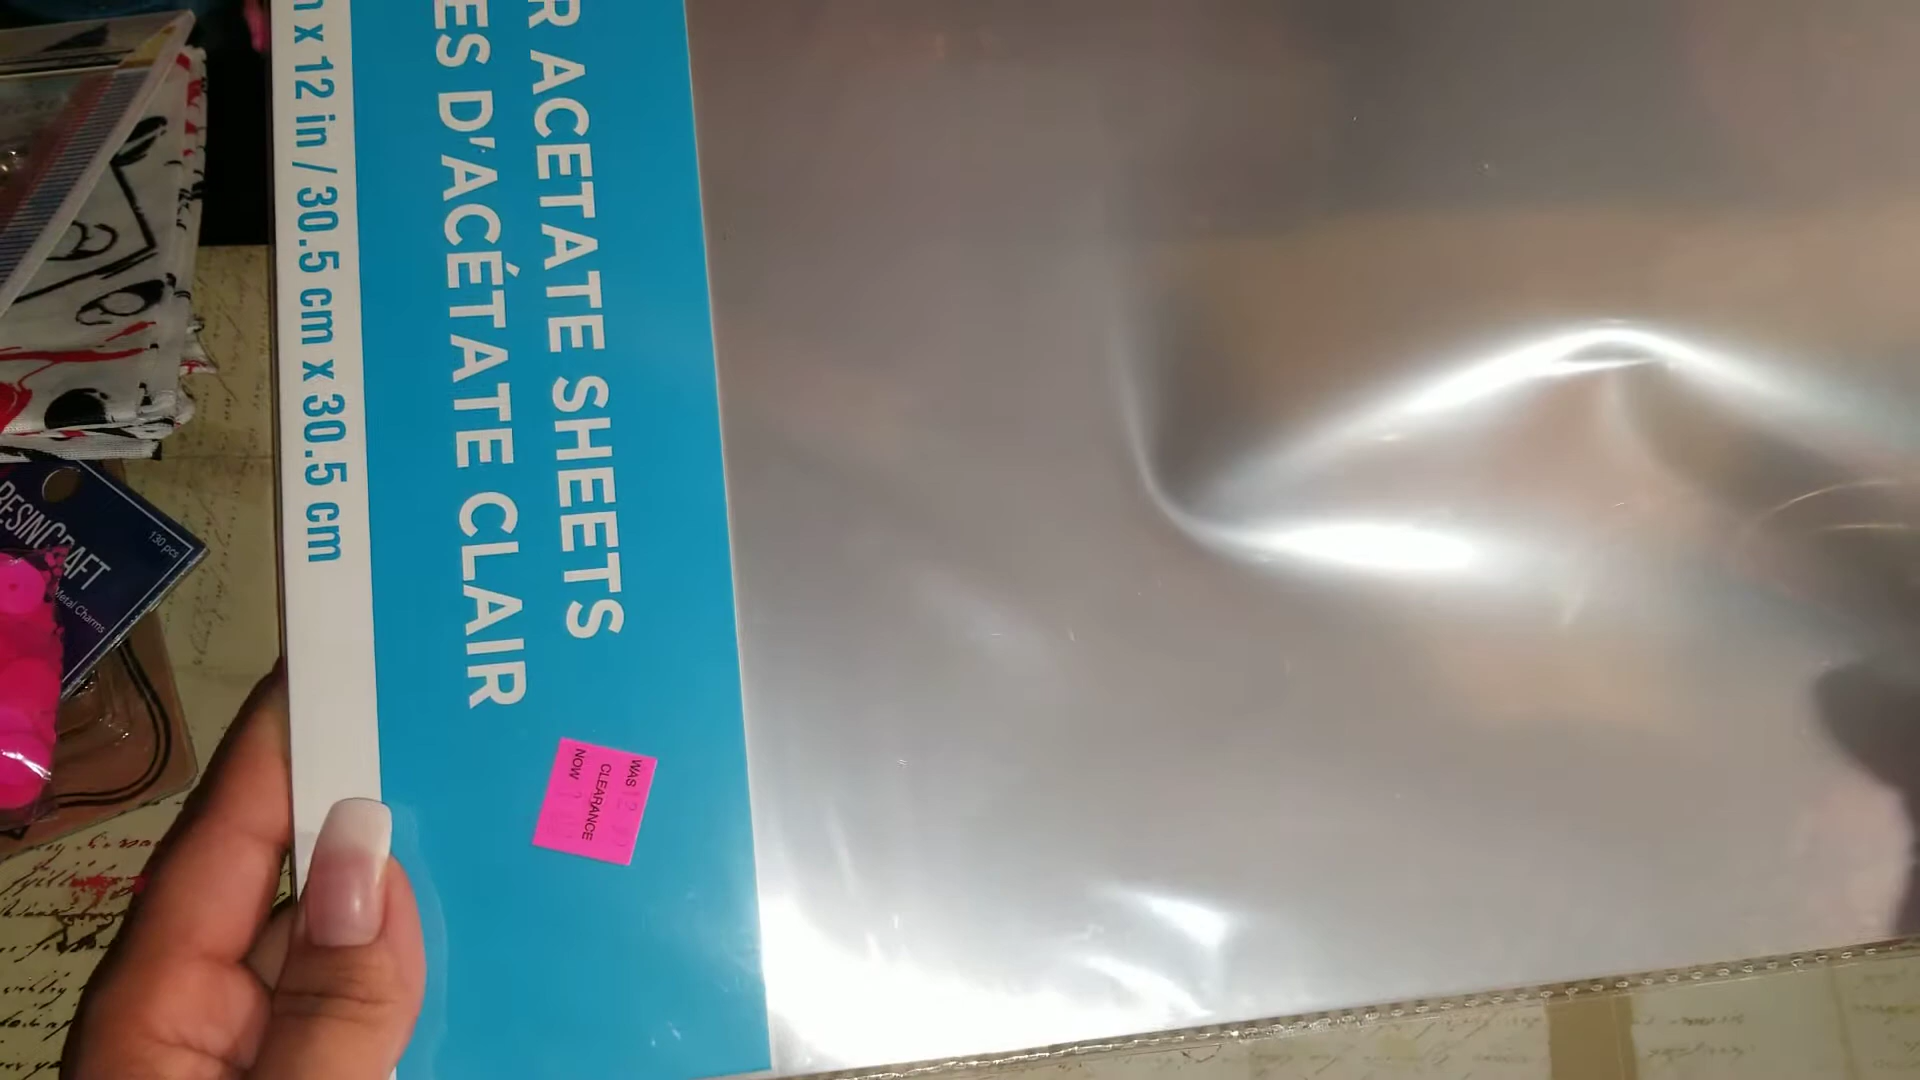 R ACETATE SHEETS
ES D'ACÉTATE CLAIR
x 12 in / 30.5 cm x 30.5 cm
WAS
CLEARANCE
NOW
RESINCRAFT
Metal Charms
130 pcs